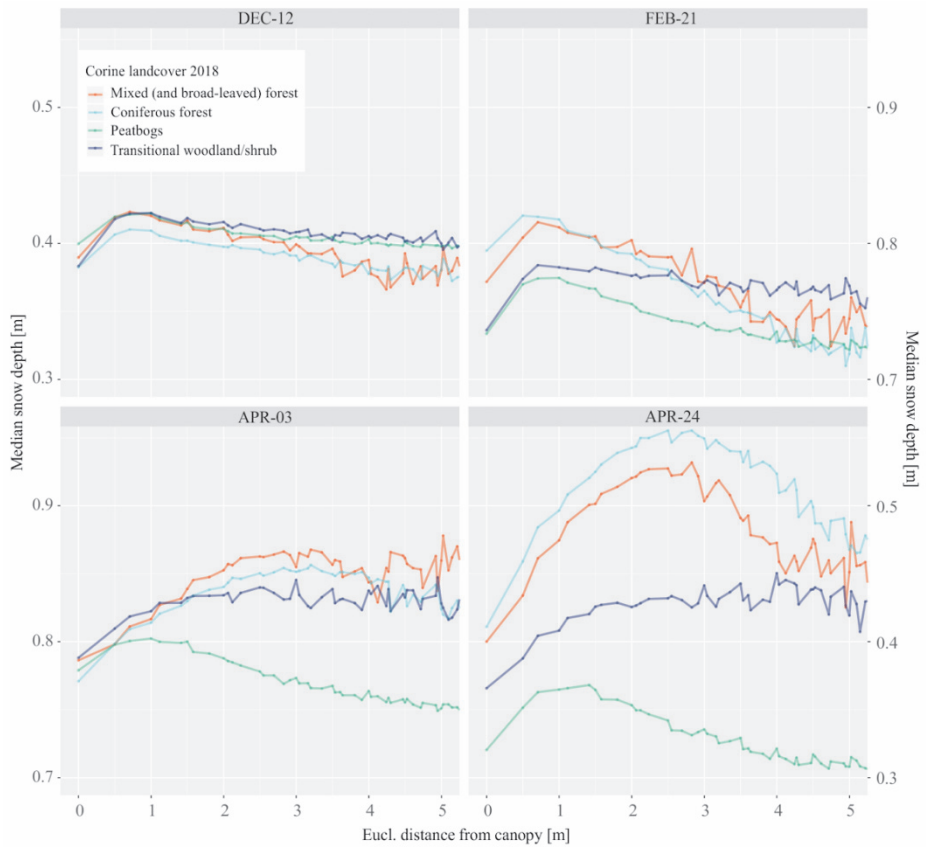 DEC-12
FEB-21
Corine landcover 2018
Mixed (and broad-leaved) forest
Coniferous forest
Peatbogs
Transitional woodland/shrub
0.5
0.4
0.3
0.9
0.8
0.7
Median snow depth [m]
Median snow depth [m]
APR-03
APR-24
0.9
0.8
0.7
0.5
0.4
0.3
0 1 2 3 4 5
0 1 2 3 4 5
Eucl. distance from canopy [m]